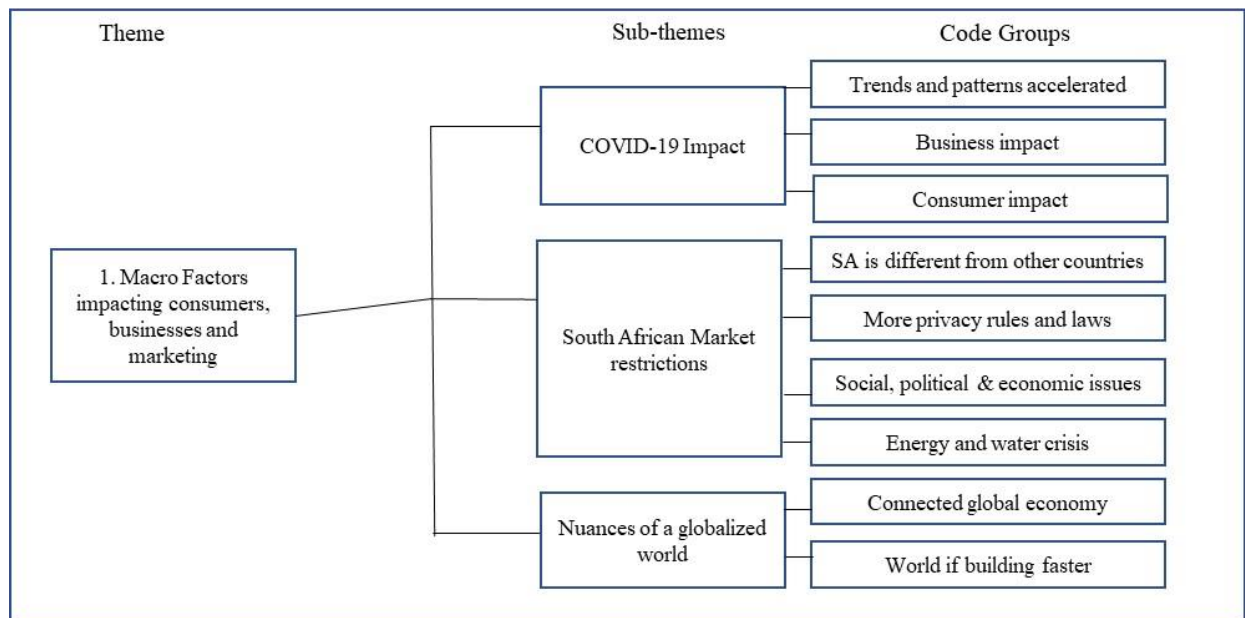 Theme
Sub-themes
Code Groups
1. Macro Factors
impacting consumers,
businesses and
marketing
COVID-19 Impact
Trends and patterns accelerated
Business impact
Consumer impact
South African Market
restrictions
SA is different from other countries
More privacy rules and laws
Social, political & economic issues
Energy and water crisis
Nuances of a globalized
world
Connected global economy
World if building faster